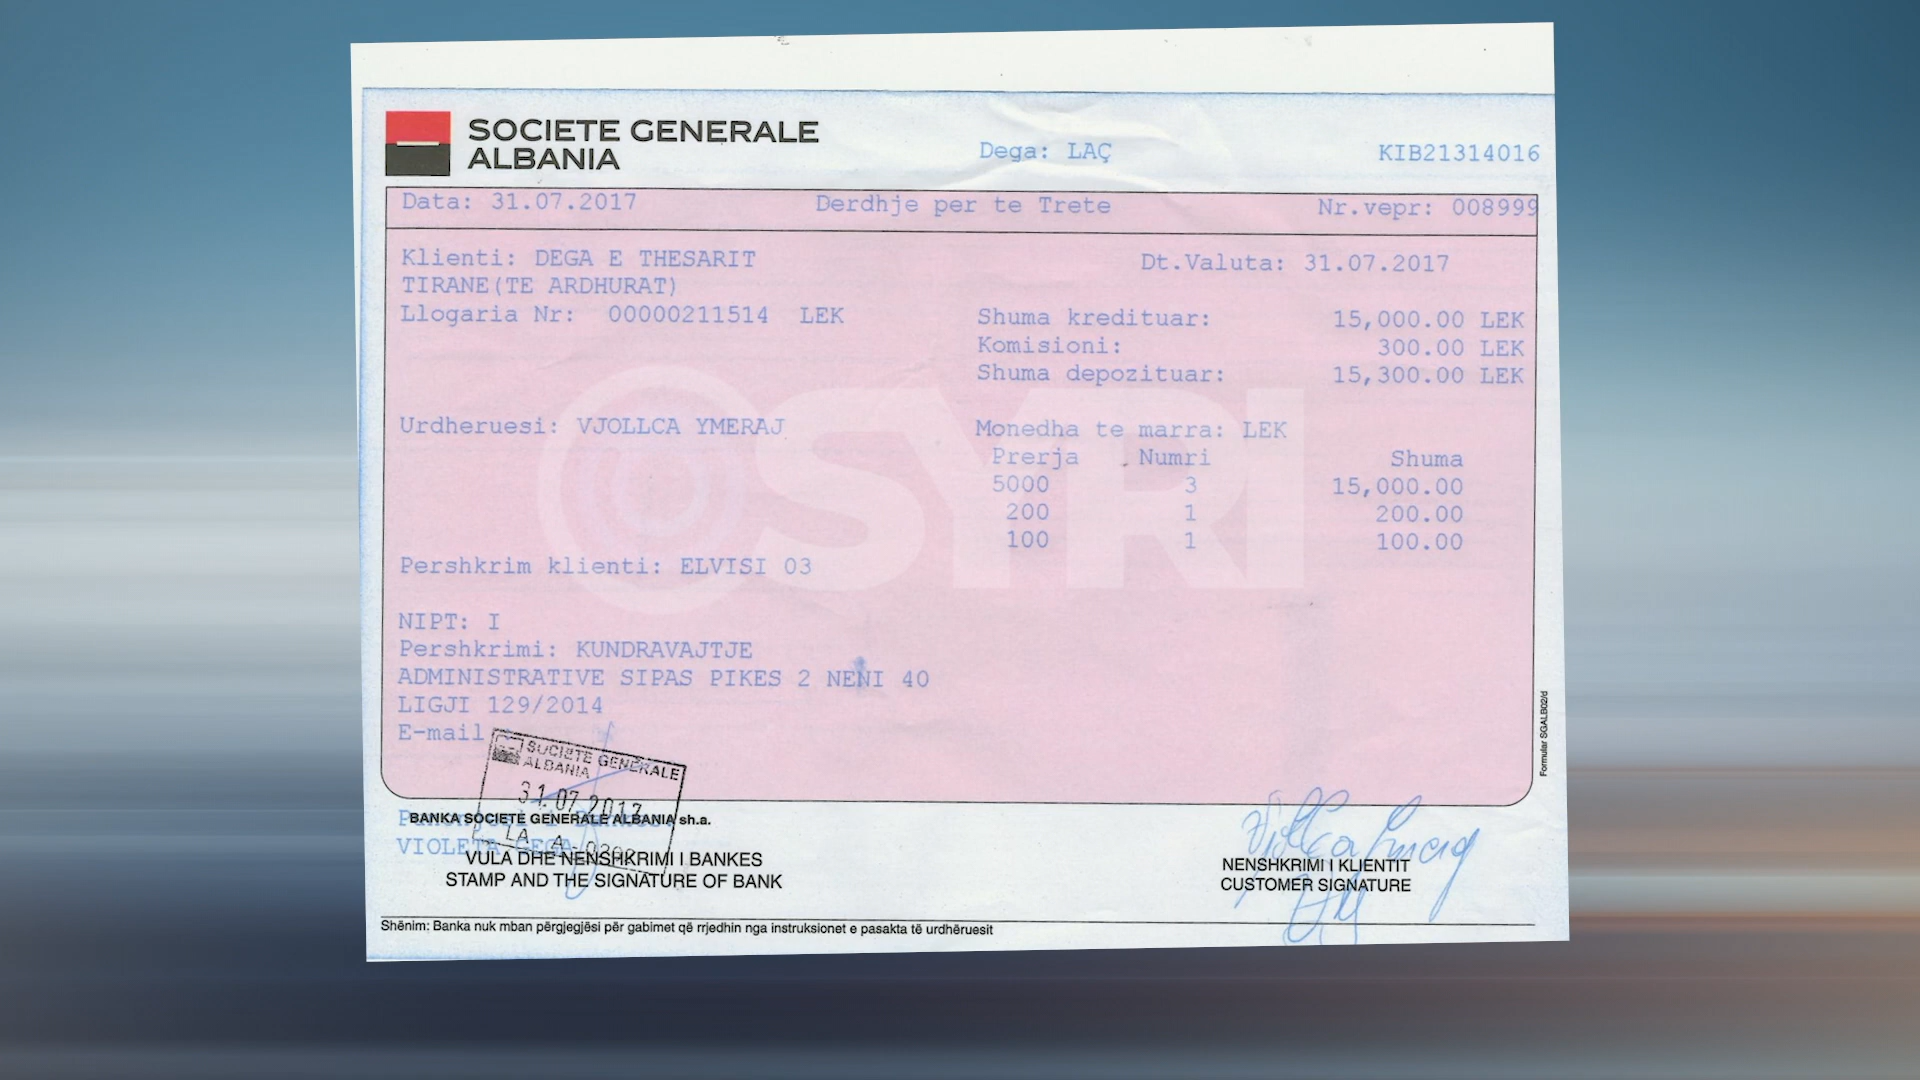 SOCIETE GENERALE
ALBANIA
Dega: LAÇ
KIB21314016
Data: 31.07.2017 Derdhje per te Trete Nr.vepr: 008999
Klienti: DEGA E THESARIT
TIRANE(TE ARDHURAT)
Llogaria Nr: 00000211514 LEK
Dt.Valuta: 31.07.2017
Shuma kredituar: 15,000.00 LEK
Komisioni: 300.00 LEK
Shuma depozituar: 15,300.00 LEK
Urdheruesi: VJOLLCA YMERAJ
Monedha te marra: LEK
Prerja Numri Shuma
5000 3 15,000.00
200 1 200.00
100 1 100.00
SYRI
Pershkrim klienti: ELVISI 03
NIPT: I
Pershkrimi: KUNDRAVAJTJE
ADMINISTRATIVE SIPAS PIKES 2 NENI 40
LIGJI 129/2014
E-mail
SOCIETE GENERALE
ALBANIA
31.07.2017
BANKA SOCIETE GENERALE ALBANIA sh.a.
VIOLETA GEGA
VULA DHE NENSHKRIMI I BANKES
STAMP AND THE SIGNATURE OF BANK
NENSHKRIMI I KLIENTIT
CUSTOMER SIGNATURE
Shënim: Banka nuk mban përgjegjësi për gabimet që rrjedhin nga instruksionet e pasakta të urdhëruesit
Formular SGALB02/d